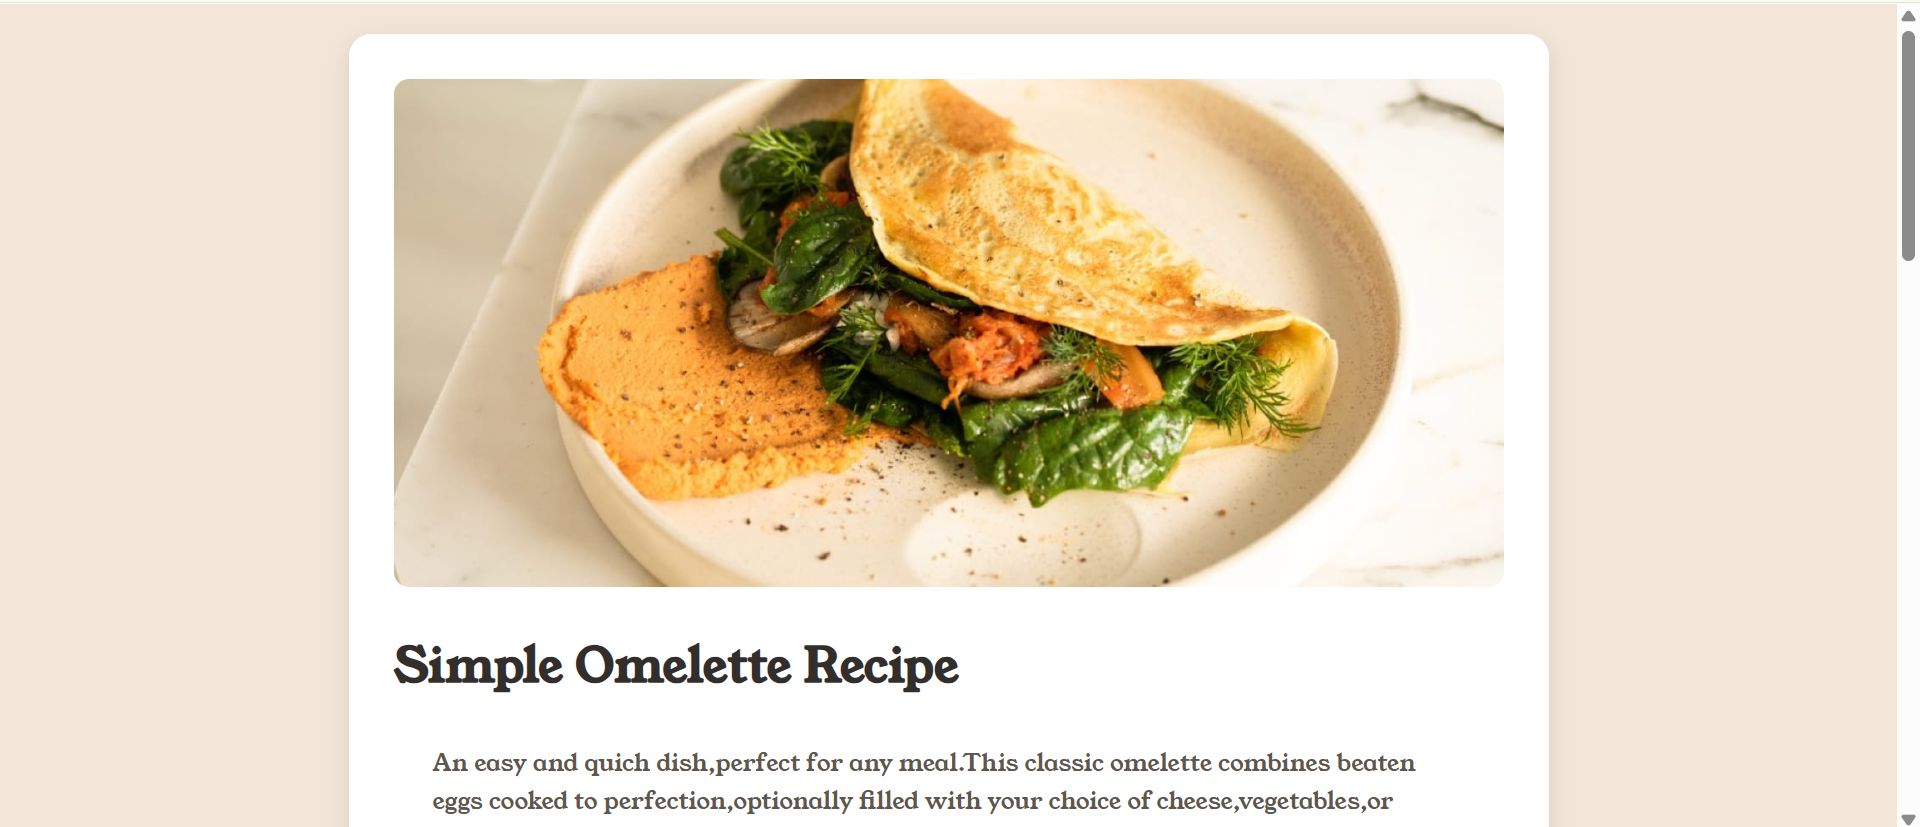 Simple Omelette Recipe
An easy and quich dish,perfect for any meal.This classic omelette combines beaten
eggs cooked to perfection,optionally filled with your choice of cheese,vegetables,or